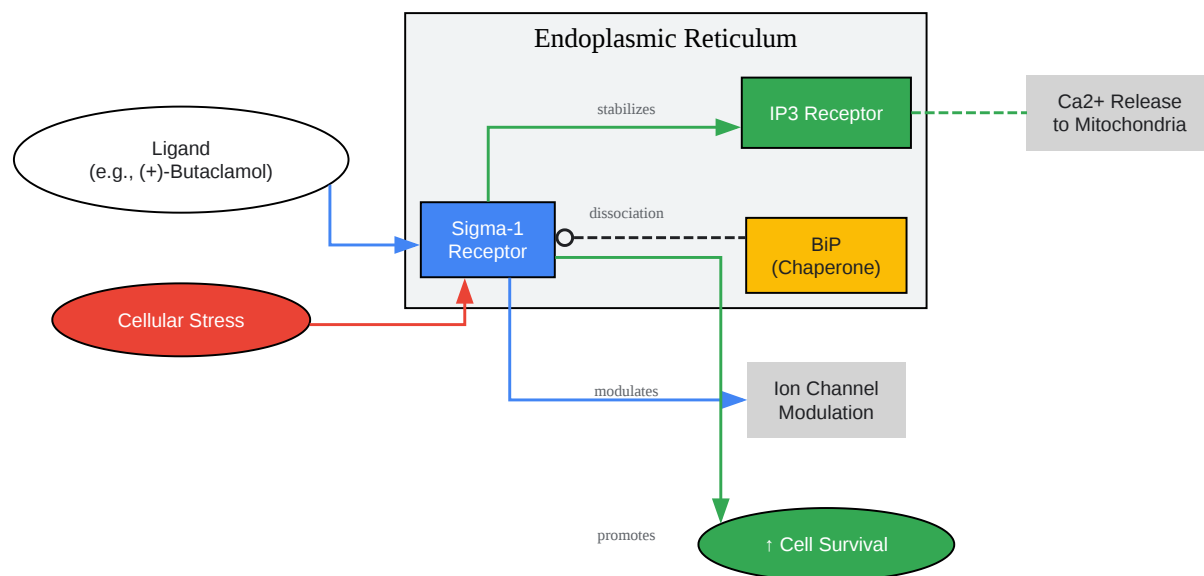 Endoplasmic Reticulum
stabilizes
IP3 Receptor
Ca2+ Release
to Mitochondria
Ligand
(e.g., (+)-Butaclamol)
Sigma-1
Receptor
dissociation
BiP
(Chaperone)
Cellular Stress
modulates
Ion Channel
Modulation
promotes
↑ Cell Survival